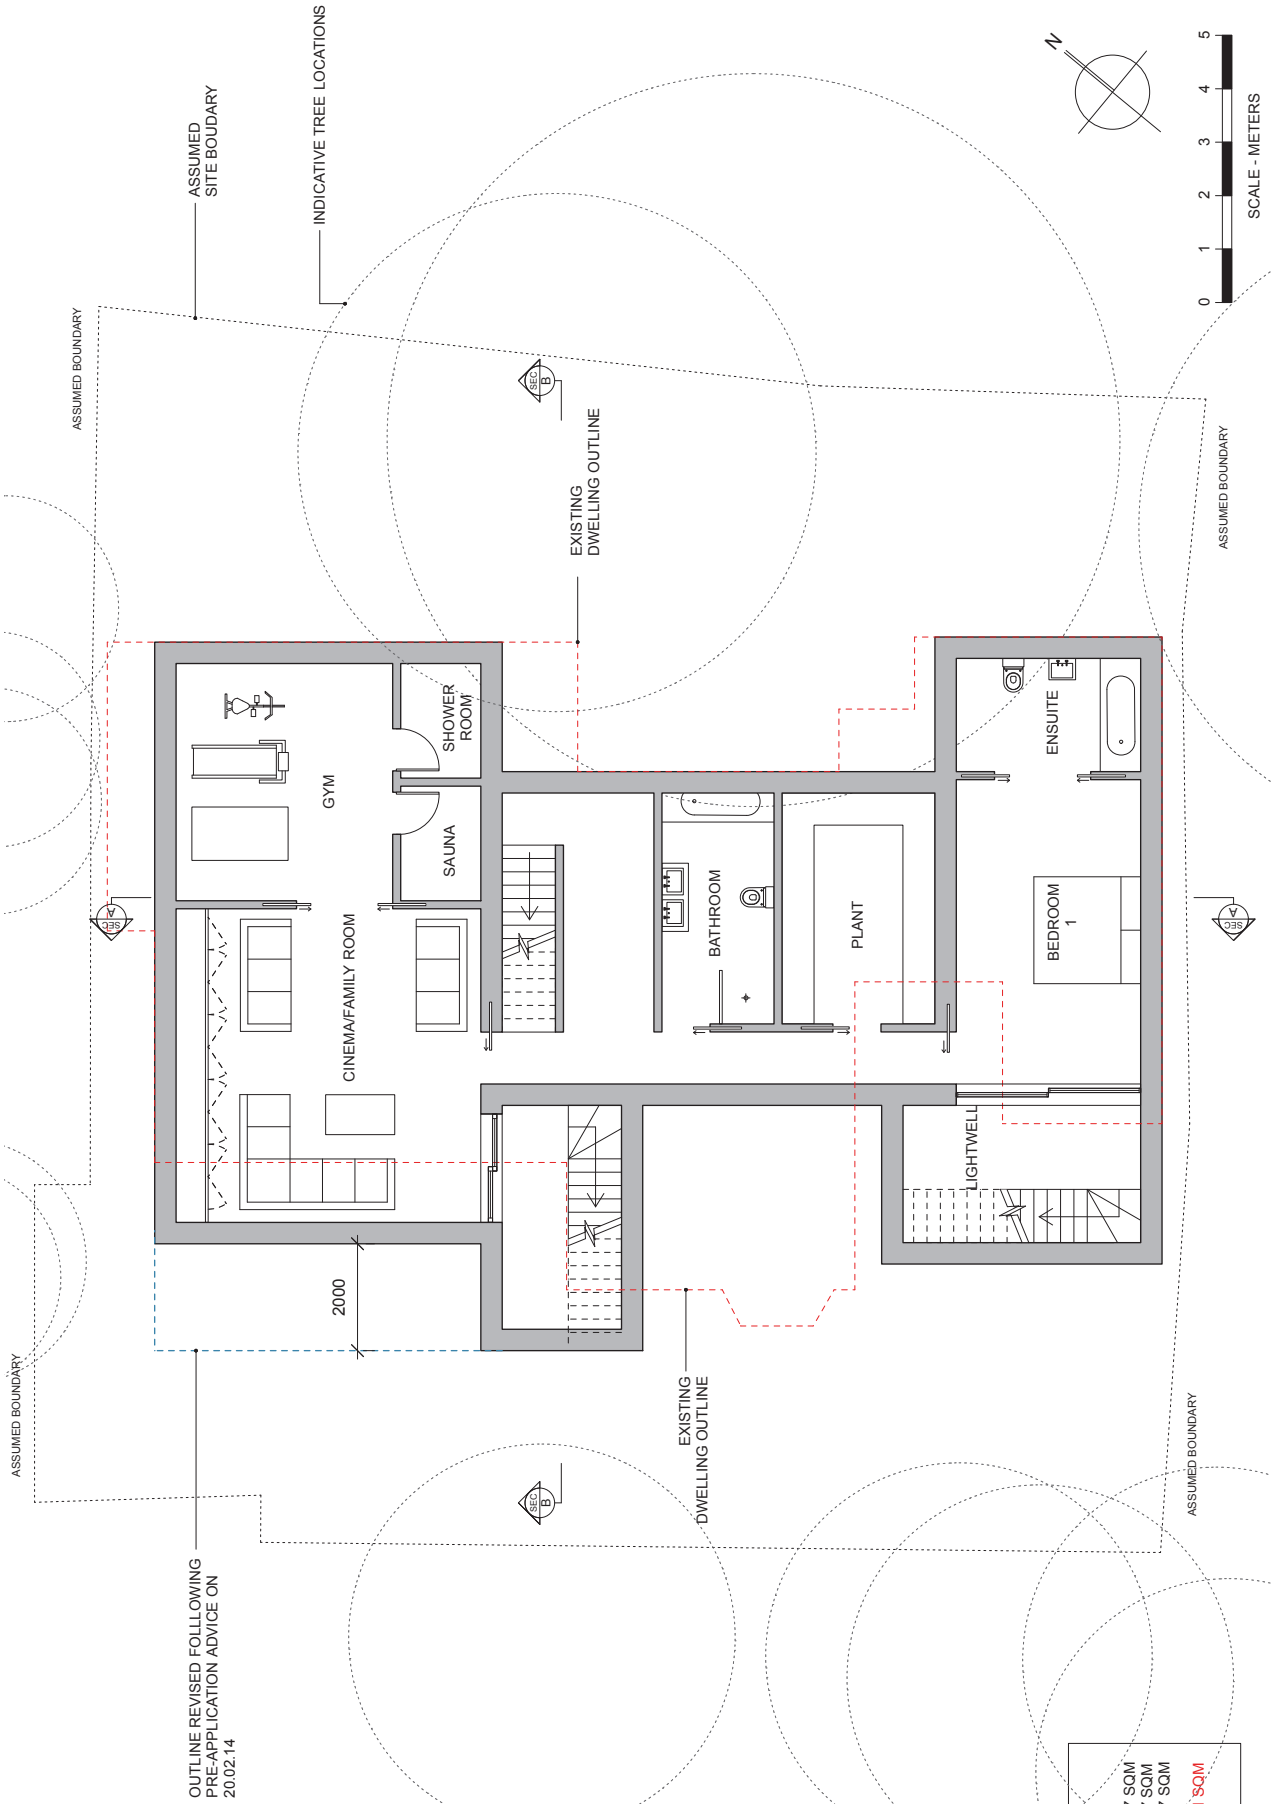 ASSUMED BOUNDARY
ASSUMED BOUNDARY
ASSUMED
SITE BOUDARY
INDICATIVE TREE LOCATIONS
N
0 1 2 3 4 5
SCALE - METERS
OUTLINE REVISED FOLLLOWING
PRE-APPLICATION ADVICE ON
20.02.14
2000
SEC
A
SEC
B
EXISTING
DWELLING OUTLINE
CINEMA/FAMILY ROOM
GYM
SAUNA
SHOWER
ROOM
BATHROOM
PLANT
LIGHTWELL
BEDROOM
1
ENSUITE
EXISTING
DWELLING OUTLINE
SEC
B
SEC
A
ASSUMED BOUNDARY
ASSUMED BOUNDARY
SQM
SQM
SQM
SQM